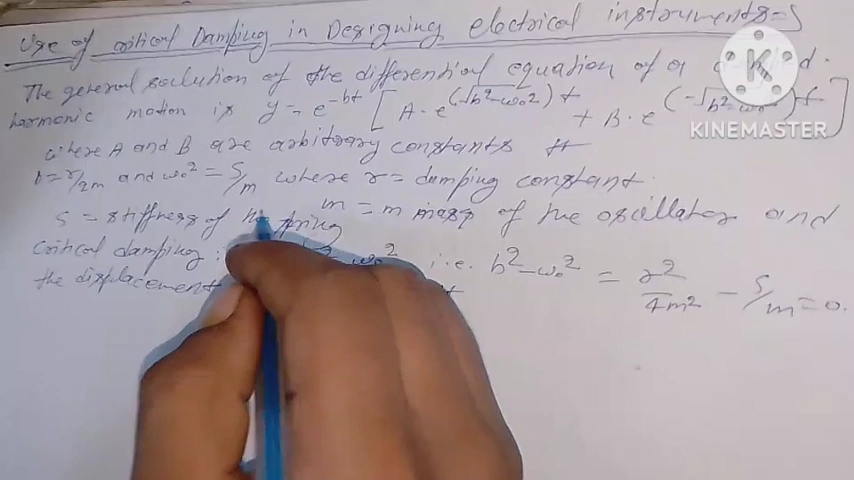 Use of critical Damping in Designing electrical instruments:-
The general solution of the differential equation of a d
harmonic motion is y = e^-bt [A. e^(√b²-ω₀²)t + B. e^(-√b²-ω₀²)t]
where A and B are arbitrary constants
b = r/2m and ω₀² = S/m where r = damping constant.
S = stiffness of spring m = m mass of the oscillator and
critical damping b² ω₀² i.e. b² - ω₀² = r²/4m² - S/m = 0.
the displacement
KINEMASTER